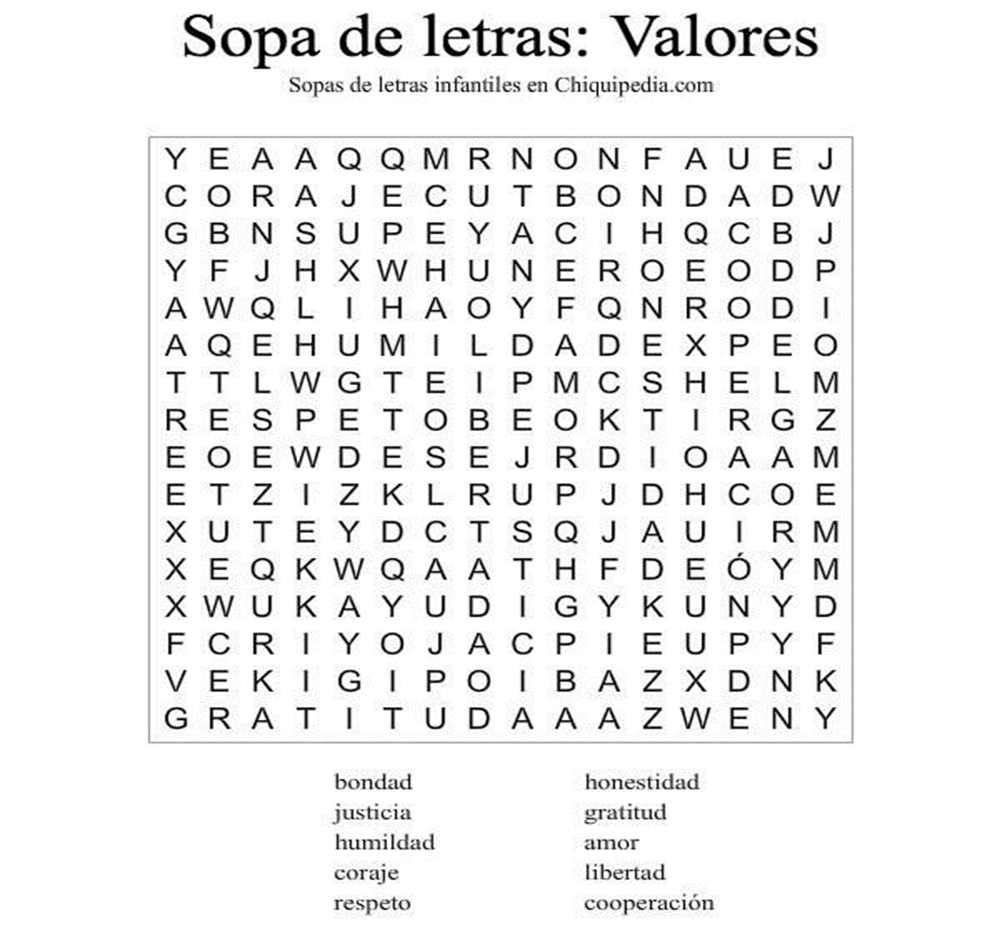 Sopa de letras: Valores
Sopas de letras infantiles en Chiquipedia.com
Y E A A Q Q M R N O N F A U E J
C O R A J E C U T B O N D A D W
G B N S U P E Y A C I H Q C B J
Y F J H X W H U N E R O E O D P
A W Q L I H A O Y F Q N R O D I
A Q E H U M I L D A D E X P E O
T T L W G T E I P M C S H E L M
R E S P E T O B E O K T I R G Z
E O E W D E S E J R D I O A A M
E T Z I Z K L R U P J D H C O E
X U T E Y D C T S Q J A U I R M
X E Q K W Q A A T H F D E Ó Y M
X W U K A Y U D I G Y K U N Y D
F C R I Y O J A C P I E U P Y F
V E K I G I P O I B A Z X D N K
G R A T I T U D A A A Z W E N Y
bondad honestidad
justicia gratitud
humildad amor
coraje libertad
respeto cooperación